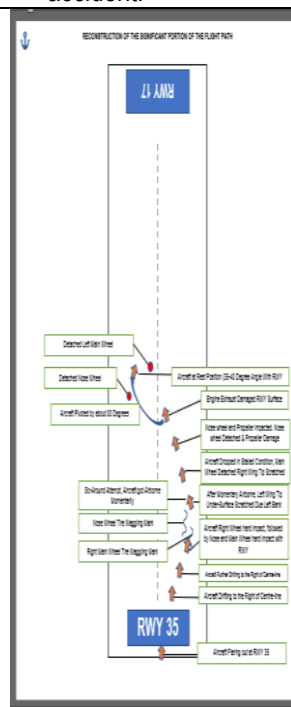 accident.
RECONSTRUCTION OF THE SIGNIFICANT PORTION OF THE FLIGHT PATH
RWY 17
Detached Left Main Wheel
Aircraft at Rest Position (35-40 Degree Angle With RWY
Detached Nose Wheel
Engine Exhaust Damaged RWY Surface
Aircraft Pivoted by about 80 Degrees
Nose wheel and Propeller Impacted, Nose
wheel Detached & Propeller Damage
Aircraft Dropped in Stalled Condition, Main
Wheel Detached Right Wing Tip Scratched
Go-Around Attempt, Aircraft got Airborne
Momentarily
After Momentary Airborne, Left Wing Tip
Under-Surface Scratched Due Left Bank
Nose Wheel Tire Wagging Mark
Aircraft Right Wheel hard impact, followed
by Nose and Main Wheel hard impact with
RWY
Right Main Wheel Tire Wagging Mark
Aircraft Further Drifting to the Right of Centre-line
Aircraft Drifting to the Right of Centre-line
RWY 35
Aircraft Flaring out at RWY 35